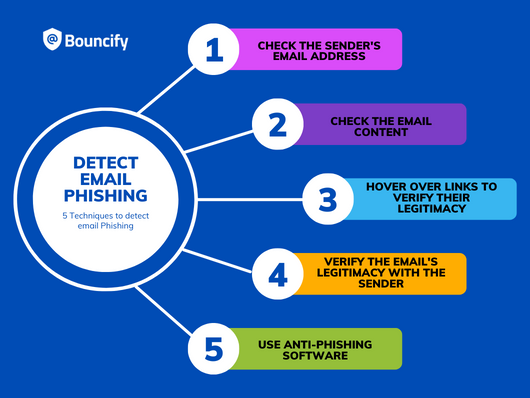 @ Bouncify
DETECT
EMAIL
PHISHING
5 Techniques to detect
email Phishing
1
CHECK THE SENDER'S
EMAIL ADDRESS
2
CHECK THE EMAIL
CONTENT
3
HOVER OVER LINKS TO
VERIFY THEIR
LEGITIMACY
4
VERIFY THE EMAIL'S
LEGITIMACY WITH THE
SENDER
5
USE ANTI-PHISHING
SOFTWARE